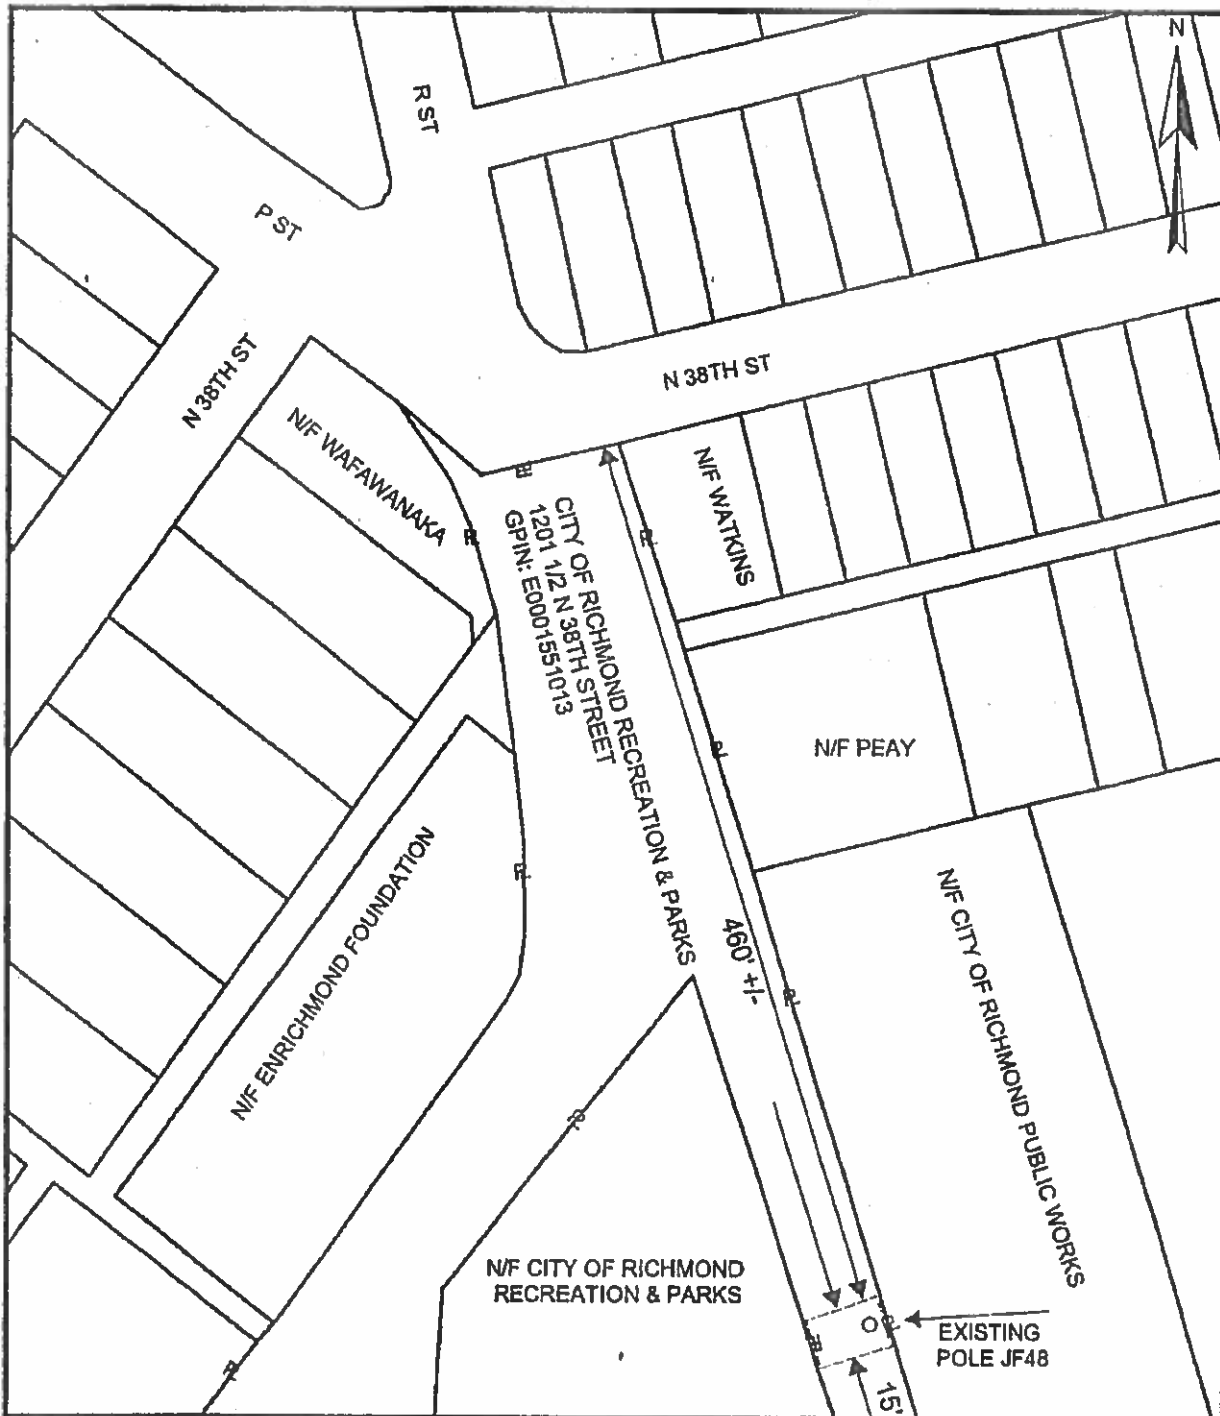 N
R ST
P ST
N 38TH ST
N 38TH ST
N/F WAFAWANAKA
N/F WATKINS
CITY OF RICHMOND RECREATION & PARKS
1201 1/2 N 38TH STREET
GPIN: E0001551013
N/F PEAY
N/F ENRICHMOND FOUNDATION
460' +/-
N/F CITY OF RICHMOND PUBLIC WORKS
N/F CITY OF RICHMOND
RECREATION & PARKS
EXISTING
POLE JF48
15'